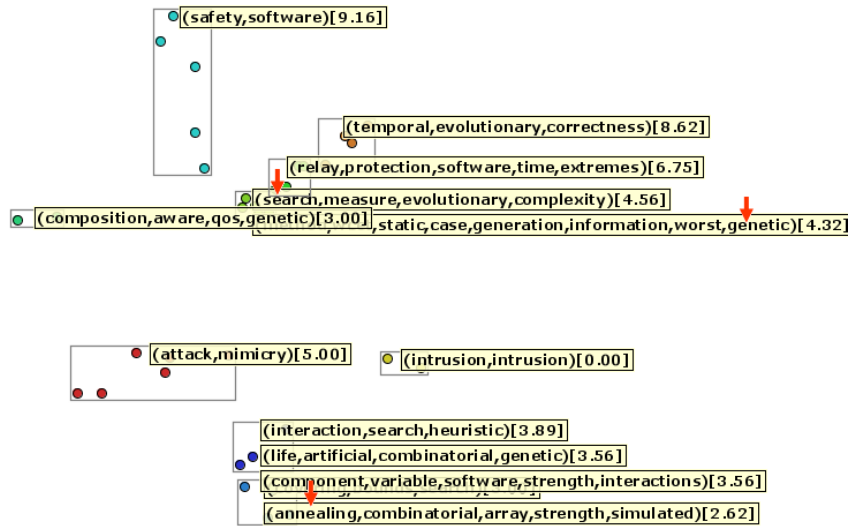 (safety,software)[9.16]
(temporal,evolutionary,correctness)[8.62]
(relay,protection,software,time,extremes)[6.75]
(search,measure,evolutionary,complexity)[4.56]
(composition,aware,qos,genetic)[3.00]
static,case,generation,information,worst,genetic)[4.32]
(attack,mimicry)[5.00]
(intrusion,intrusion)[0.00]
(interaction,search,heuristic)[3.89]
(life,artificial,combinatorial,genetic)[3.56]
(component,variable,software,strength,interactions)[3.56]
(annealing,combinatorial,array,strength,simulated)[2.62]